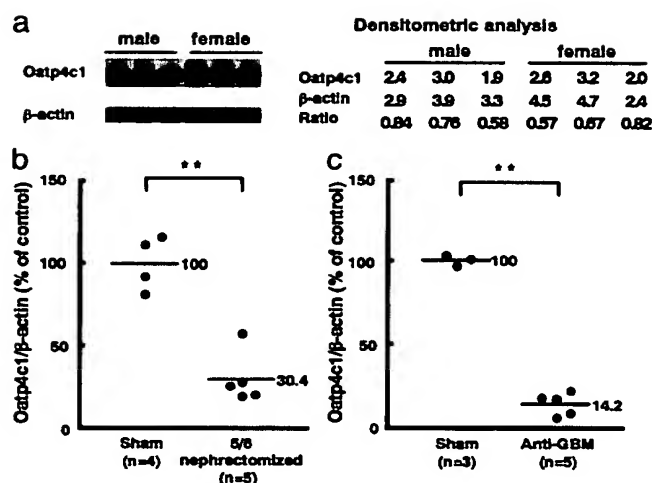 a
male female
Oatp4c1
β-actin
Densitometric analysis
male female
Oatp4c1 2.4 3.0 1.9 2.6 3.2 2.0
β-actin 2.9 3.9 3.3 4.5 4.7 2.4
Ratio 0.84 0.76 0.58 0.57 0.67 0.82
b
Oatp4c1/β-actin (% of control)
150
100
50
0
**
100
30.4
Sham
(n=4)
5/6
nephrectomized
(n=5)
c
Oatp4c1/β-actin (% of control)
150
100
50
0
**
100
14.2
Sham
(n=3)
Anti-GBM
(n=5)